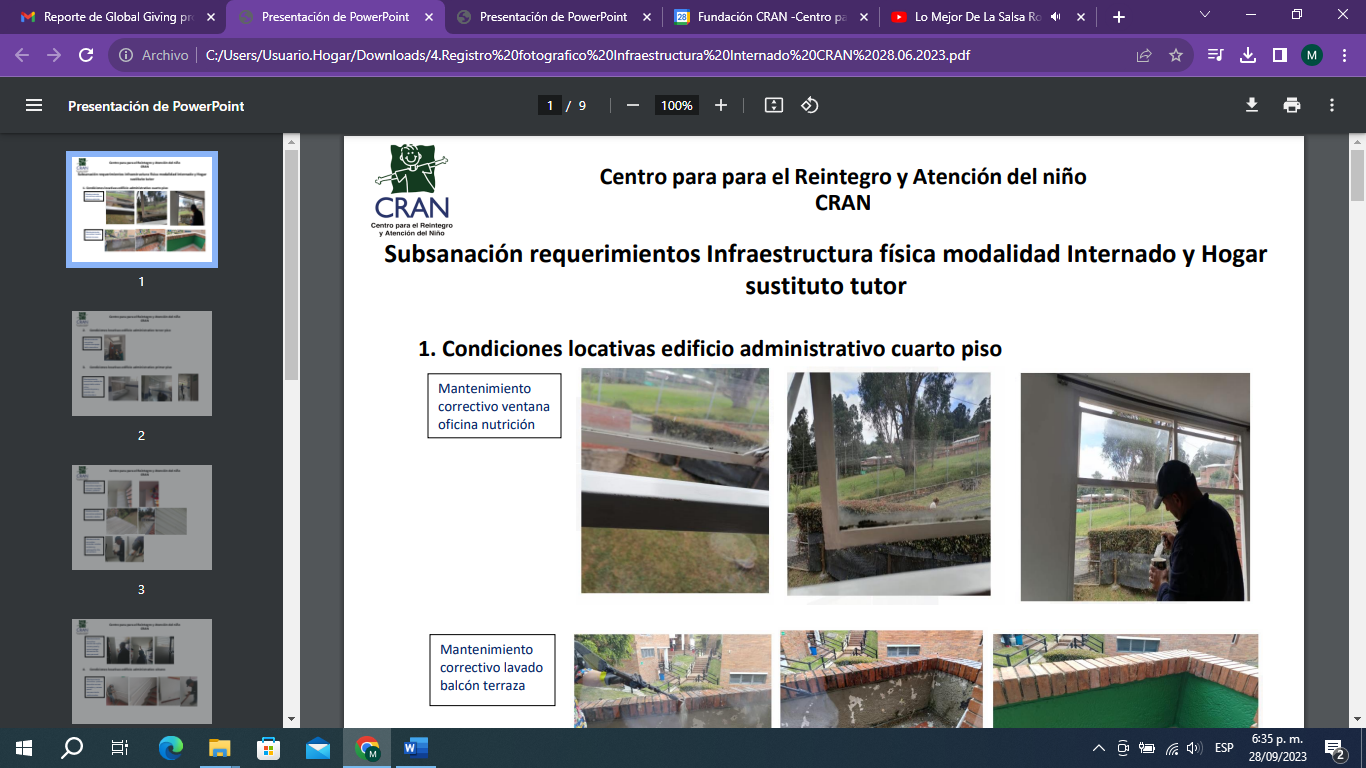 Reporte de Global Giving pr
Presentación de PowerPoint
Presentación de PowerPoint
Fundación CRAN -Centro pa
Lo Mejor De La Salsa Ro
Archivo
C:/Users/Usuario.Hogar/Downloads/4.Registro%20fotografico%20Infraestructura%20Internado%20CRAN%2028.06.2023.pdf
M
Presentación de PowerPoint
1 / 9
100%
1
2
3
CRAN
Centro para el Reintegro
y Atención del Niño
Centro para para el Reintegro y Atención del niño
CRAN
Subsanación requerimientos Infraestructura física modalidad Internado y Hogar
sustituto tutor
1. Condiciones locativas edificio administrativo cuarto piso
Mantenimiento
correctivo ventana
oficina nutrición
Mantenimiento
correctivo lavado
balcón terraza
ESP
6:35 p. m.
28/09/2023
2